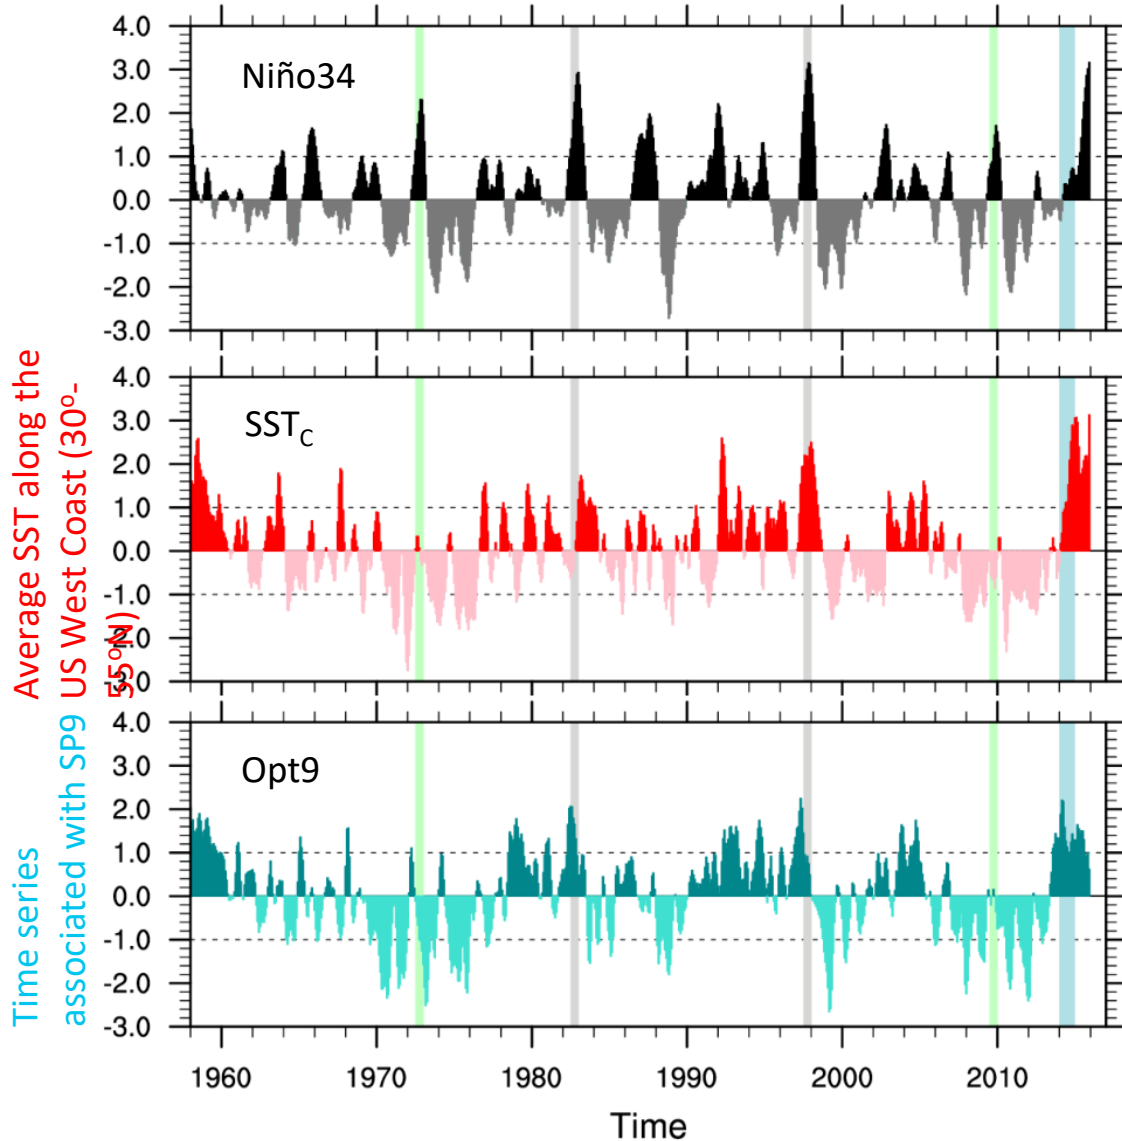 4.0
3.0
2.0
1.0
0.0
-1.0
-2.0
-3.0
Niño34
Average SST along the
US West Coast (30º-
55ºN)
4.0
3.0
2.0
1.0
0.0
-1.0
-2.0
-3.0
SSTC
Time series
associated with SP9
4.0
3.0
2.0
1.0
0.0
-1.0
-2.0
-3.0
Opt9
1960 1970 1980 1990 2000 2010
Time